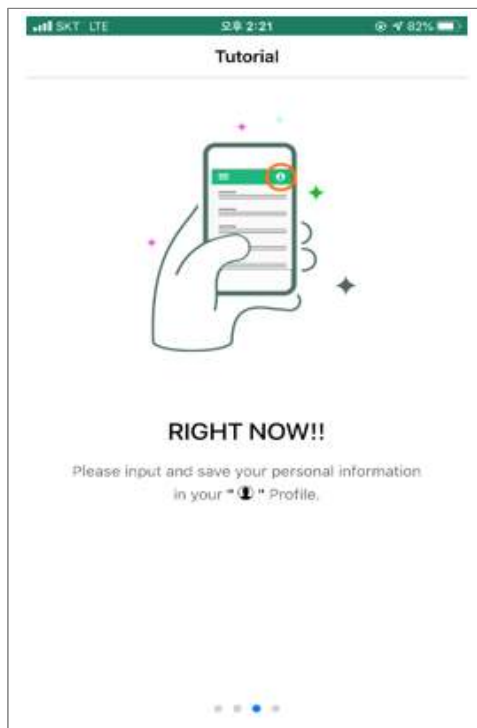 SKT LTE
오후 2:21
82%
Tutorial
RIGHT NOW!!
Please input and save your personal information
in your " " Profile.